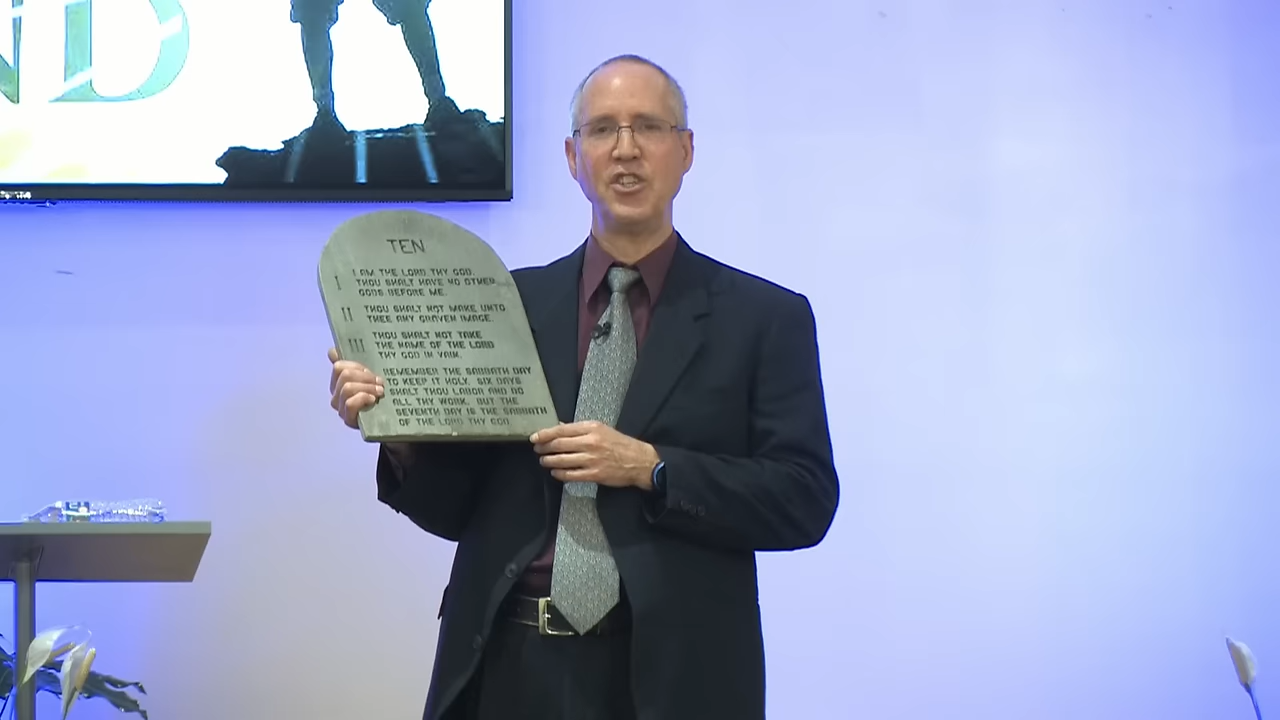 ND
TEN
I
I AM THE LORD THY GOD.
THOU SHALT HAVE NO OTHER
GODS BEFORE ME.
II
THOU SHALT NOT MAKE UNTO
THEE ANY GRAVEN IMAGE.
III
THOU SHALT NOT TAKE
THE NAME OF THE LORD
THY GOD IN VAIN.
REMEMBER THE SABBATH DAY
TO KEEP IT HOLY. SIX DAYS
SHALT THOU LABOR AND DO
ALL THY WORK. BUT THE
SEVENTH DAY IS THE SABBATH
OF THE LORD THY GOD.